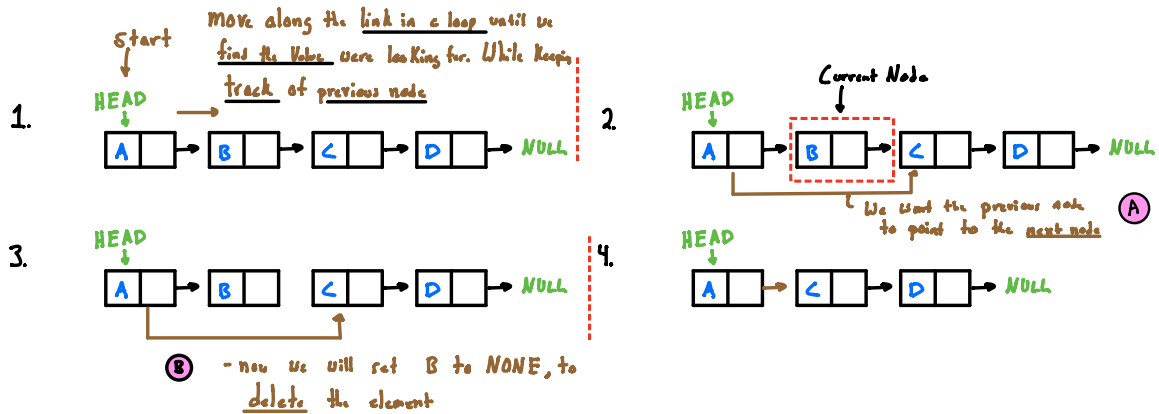 Move along the link in a loop until we
start
find the value were looking for. While keeping
track of previous node
HEAD
1.
A B C D NULL
Current Node
HEAD
2.
A B C D NULL
We want the previous node
to point to the next node
A
HEAD
3.
A B C D NULL
B
- now we will set B to NONE, to
delete the element
HEAD
4.
A C D NULL